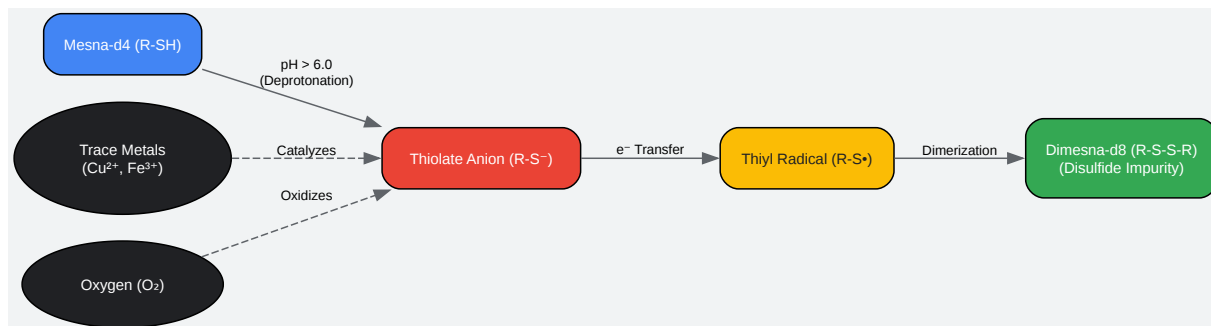 Mesna-d4 (R-SH)
pH > 6.0
(Deprotonation)
Trace Metals
(Cu²⁺, Fe³⁺)
Catalyzes
Thiolate Anion (R-S⁻)
e⁻ Transfer
Thiyl Radical (R-S•)
Dimerization
Dimesna-d8 (R-S-S-R)
(Disulfide Impurity)
Oxidizes
Oxygen (O₂)